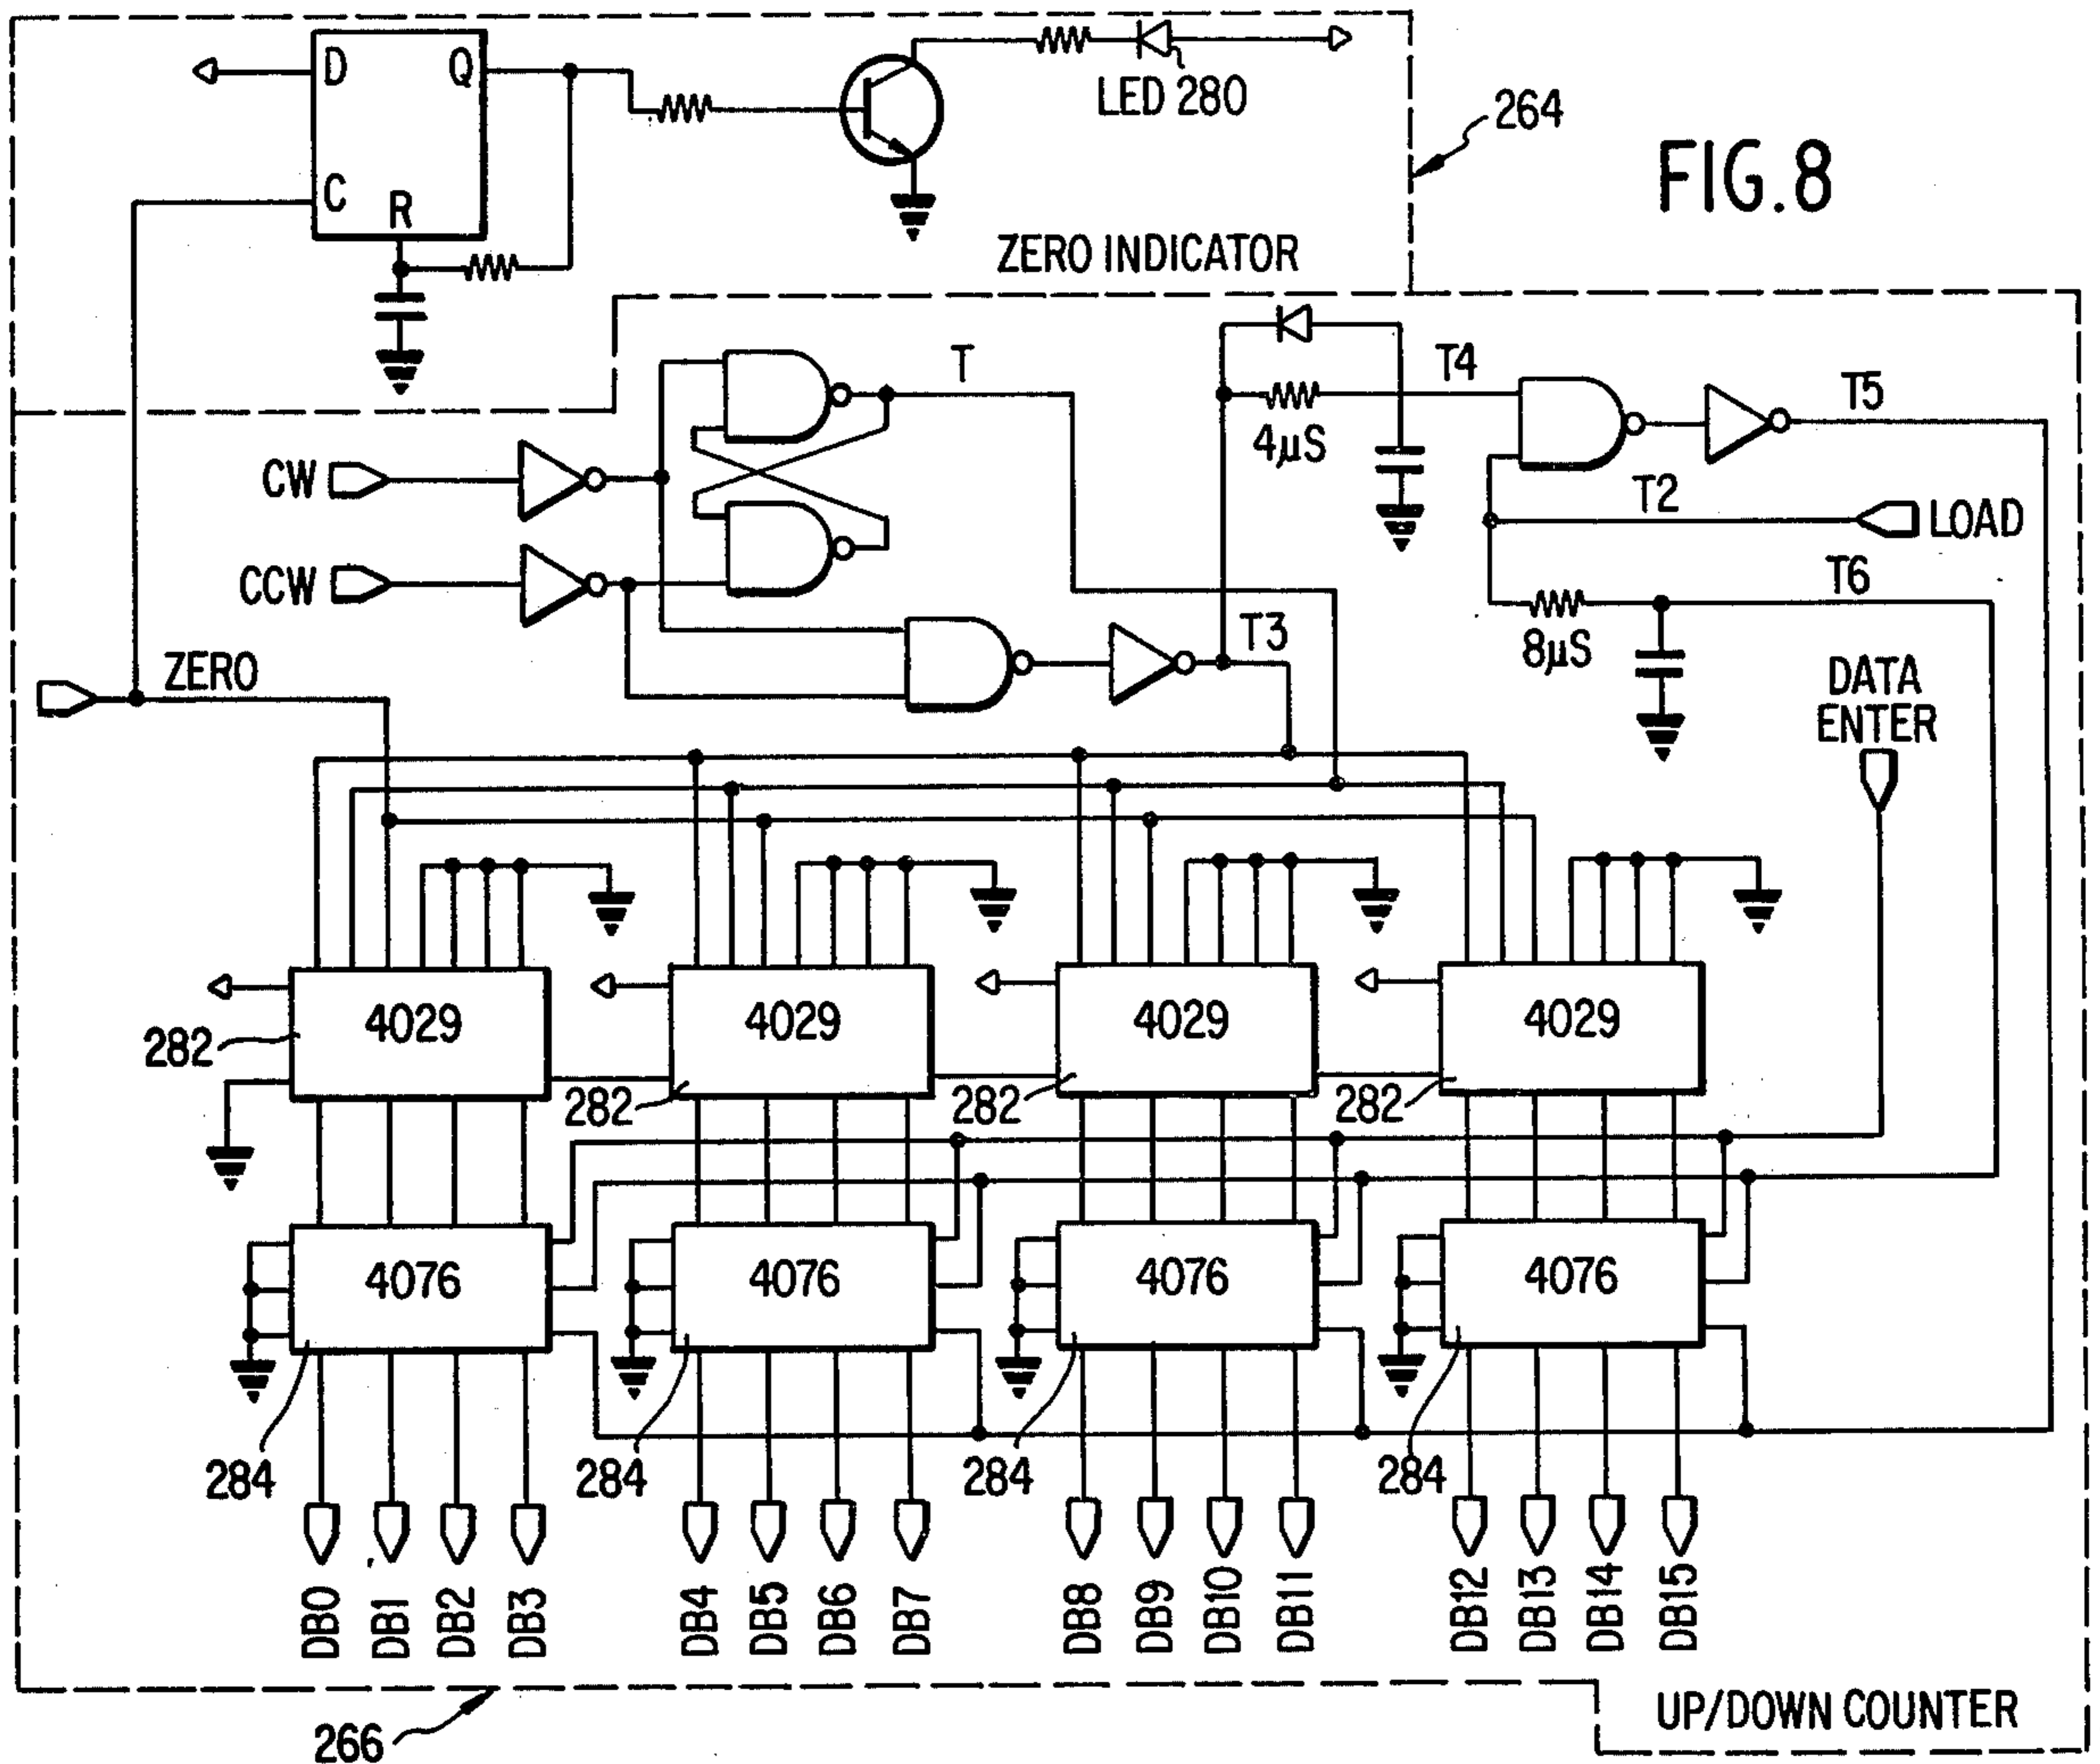 FIG. 8
264
D
Q
C
R
LED 280
ZERO INDICATOR
T
T4
T5
4µS
CW
T2
LOAD
CCW
T6
T3
8µS
ZERO
DATA
ENTER
4029
4029
4029
4029
282
282
282
282
4076
4076
4076
4076
284
284
284
284
DB0
DB1
DB2
DB3
DB4
DB5
DB6
DB7
DB8
DB9
DB10
DB11
DB12
DB13
DB14
DB15
UP/DOWN COUNTER
266